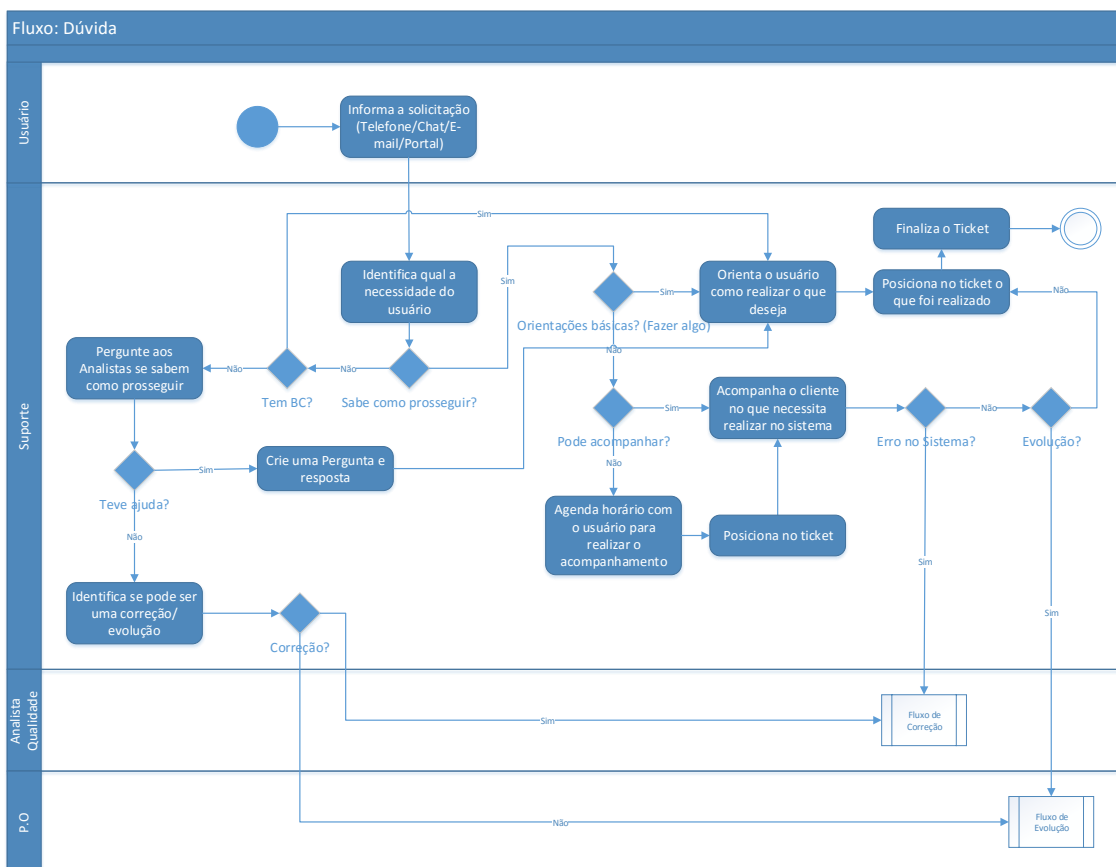 Fluxo: Dúvida
Usuário
Informa a solicitação
(Telefone/Chat/E-
mail/Portal)
Suporte
Sim
Finaliza o Ticket
Identifica qual a
necessidade do
usuário
Sim
Orientações básicas? (Fazer algo)
Sim
Orienta o usuário
como realizar o que
deseja
Posiciona no ticket o
que foi realizado
Não
Pergunte aos
Analistas se sabem
como prosseguir
Não
Tem BC?
Não
Sabe como prosseguir?
Não
Pode acompanhar?
Sim
Acompanha o cliente
no que necessita
realizar no sistema
Erro no Sistema?
Não
Evolução?
Teve ajuda?
Sim
Crie uma Pergunta e
resposta
Não
Agenda horário com
o usuário para
realizar o
acompanhamento
Posiciona no ticket
Não
Identifica se pode ser
uma correção/
evolução
Correção?
Sim
Sim
Analista
Qualidade
Sim
Fluxo de
Correção
P.O
Não
Fluxo de
Evolução